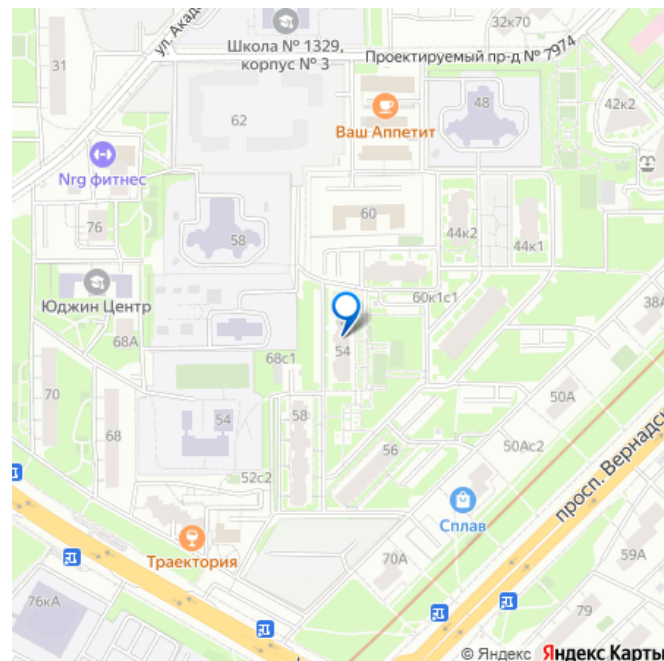 32к70
Школа № 1329,
корпус № 3
ул. Ака
Проектируемый пр-д № 7974
31
62
48
42к2
Ваш Аппетит
Nrg фитнес
76
60
58
44к2
44к1
Юджин Центр
60к1с1
38А
68А
68с1
54
70
68
54
58
50А
56
50Ас2
52с2
просп. Вернадск
Сплав
Траектория
70А
59А
76кА
79
© Яндекс Яндекс Карты